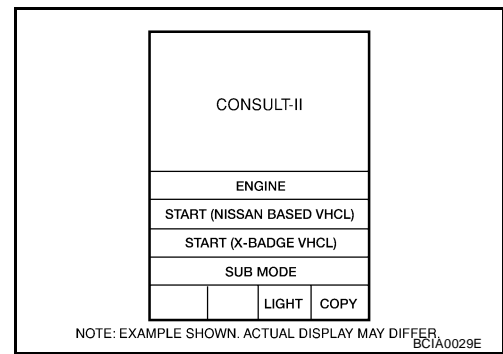 CONSULT-II
ENGINE
START (NISSAN BASED VHCL)
START (X-BADGE VHCL)
SUB MODE
LIGHT COPY
NOTE: EXAMPLE SHOWN. ACTUAL DISPLAY MAY DIFFER.
BCIA0029E